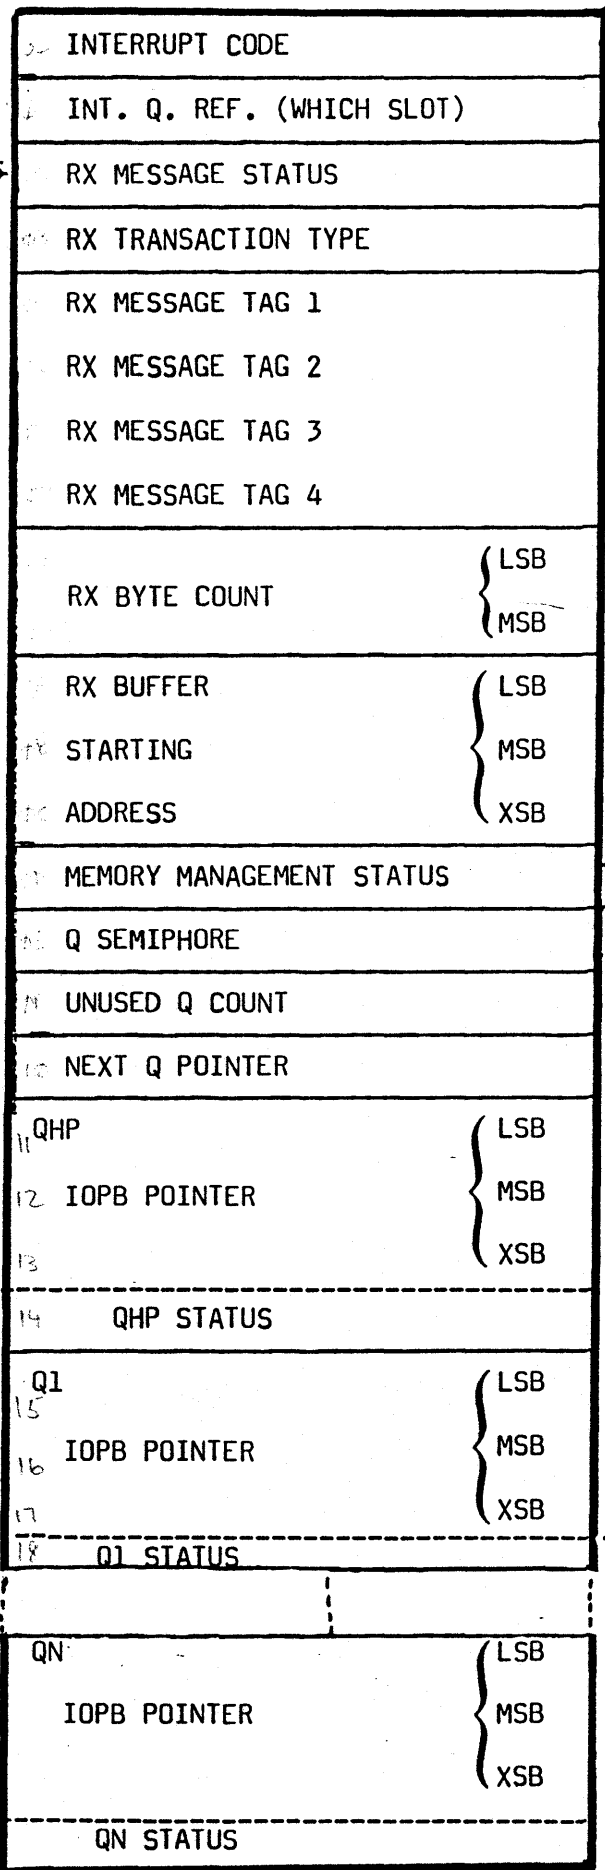 INTERRUPT CODE
INT. Q. REF. (WHICH SLOT)
RX MESSAGE STATUS
RX TRANSACTION TYPE
RX MESSAGE TAG 1
RX MESSAGE TAG 2
RX MESSAGE TAG 3
RX MESSAGE TAG 4
LSB
RX BYTE COUNT
MSB
RX BUFFER LSB
STARTING MSB
ADDRESS XSB
MEMORY MANAGEMENT STATUS
Q SEMIPHORE
UNUSED Q COUNT
10 NEXT Q POINTER
11 QHP LSB
12 IOPB POINTER MSB
13 XSB
14 QHP STATUS
Q1 LSB
15
16 IOPB POINTER MSB
17 XSB
18 Q1 STATUS
QN LSB
IOPB POINTER MSB
XSB
QN STATUS